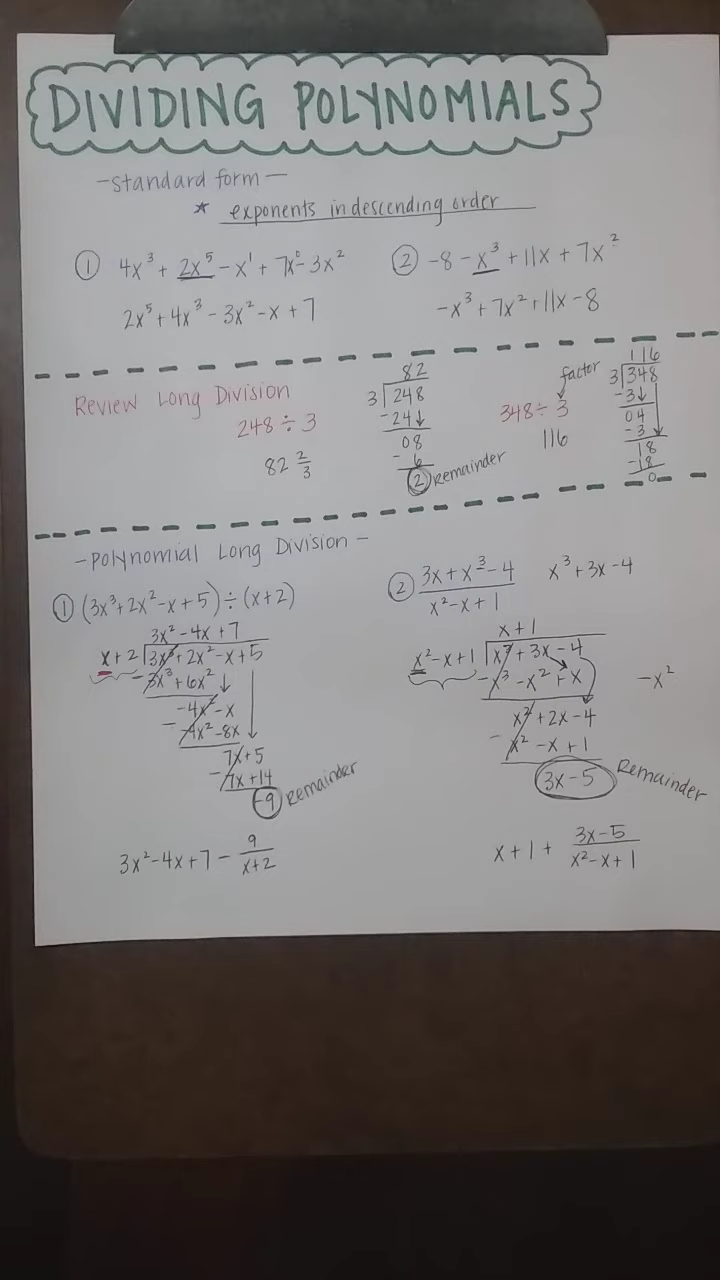 DIVIDING POLYNOMIALS
-standard form-
* exponents in descending order
① 4x³ + 2x⁵ - x¹ + 7x⁰ - 3x²
2x⁵ + 4x³ - 3x² - x + 7
② -8 - x³ + 11x + 7x²
-x³ + 7x² + 11x - 8
Review Long Division
248 ÷ 3
82 2/3
82
3 248
-24↓
08
- 6
2 Remainder
factor
348 ÷ 3
116
116
3 348
-3↓
04
-3
18
-18
0
-Polynomial Long Division-
① (3x³ + 2x² - x + 5) ÷ (x + 2)
3x² - 4x + 7
x + 2 3x³ + 2x² - x + 5
- 3x³ + 6x² ↓
-4x² - x
- -4x² - 8x
7x + 5
- 7x + 14
-9 Remainder
3x² - 4x + 7 - 9/(x + 2)
② 3x + x³ - 4
x² - x + 1
x³ + 3x - 4
x + 1
x² - x + 1 x³ + 3x - 4
- x³ - x² + x
-x²
x² + 2x - 4
- x² - x + 1
3x - 5 Remainder
x + 1 + (3x - 5)/(x² - x + 1)